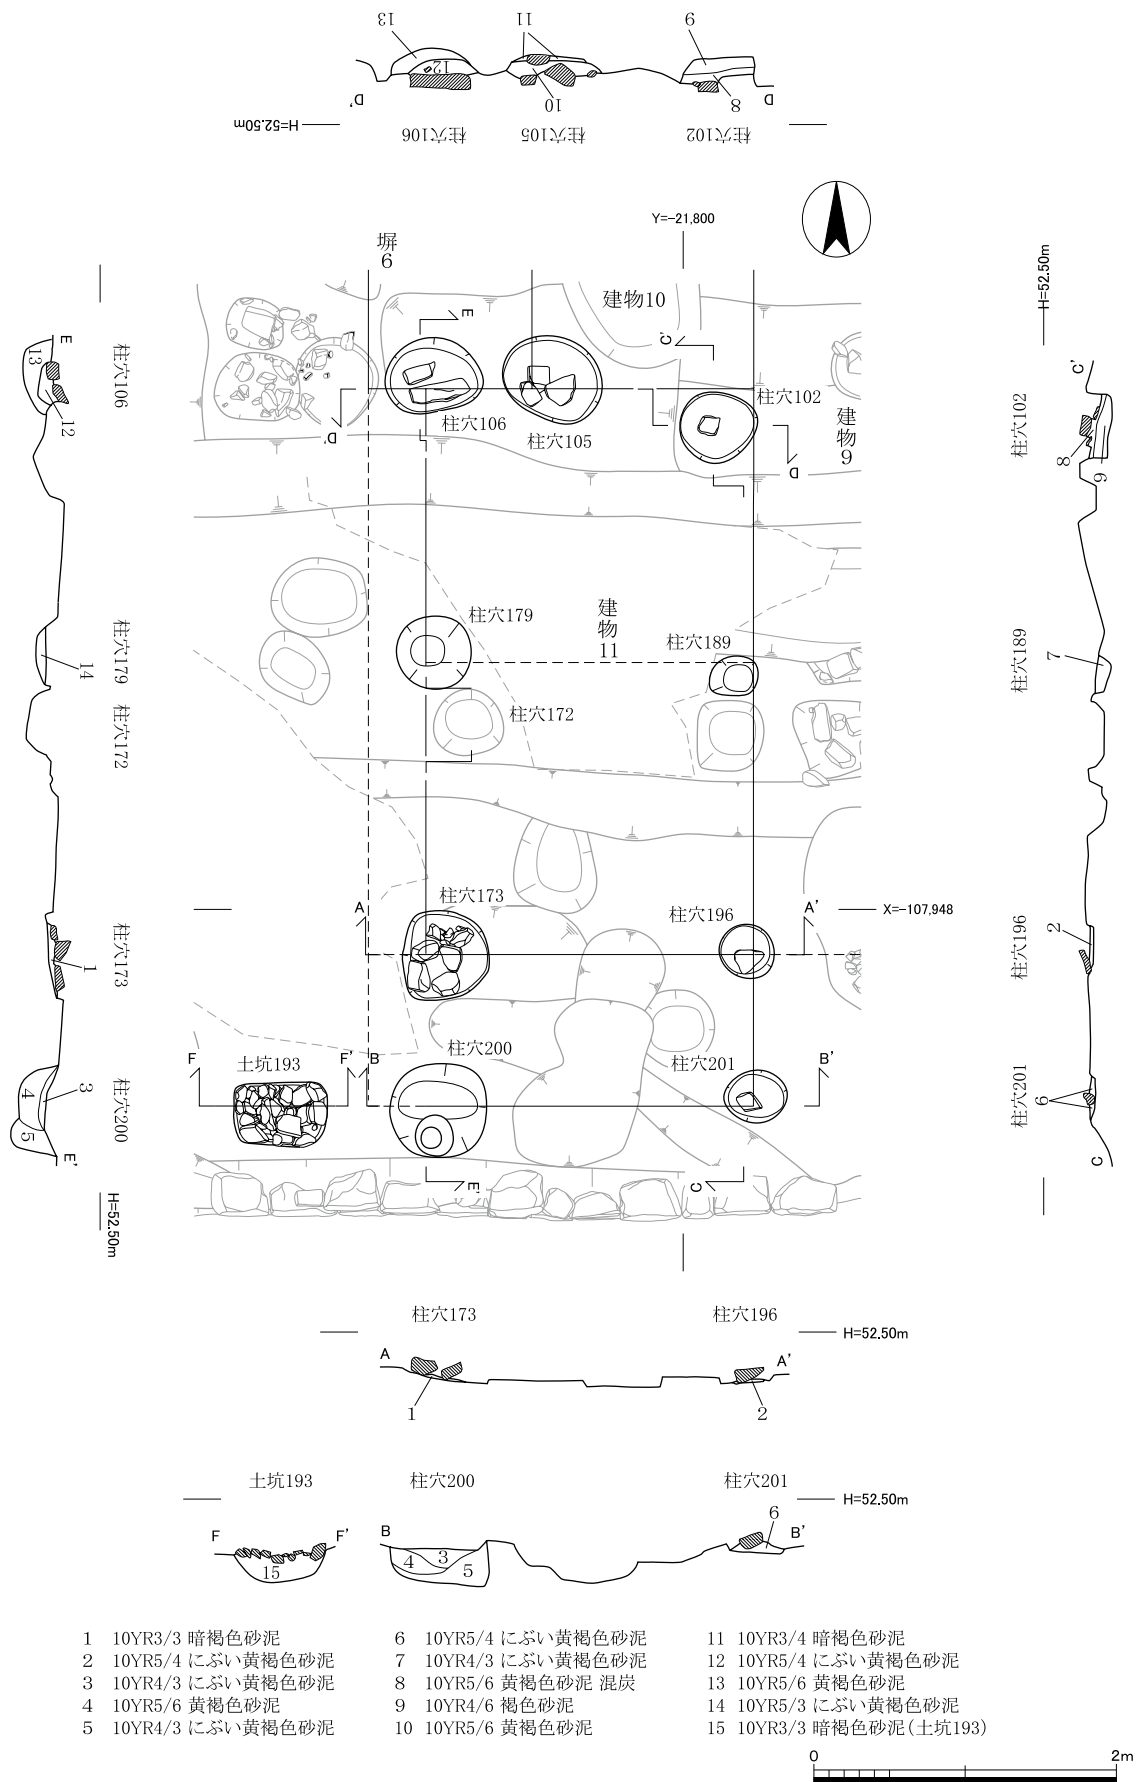 13
11
9
12
10
8
D'
D
H=52.50m
柱穴106
柱穴105
柱穴102
Y=-21,800
塀6
建物10
E
C'
柱穴106
柱穴105
柱穴102
建物9
D'
D
柱穴179
建物11
柱穴189
柱穴172
柱穴173
柱穴196
A
A'
X=-107,948
土坑193
柱穴200
柱穴201
F
F'
B
B'
E'
C
E
13
12
柱穴106
14
柱穴179
柱穴172
1
柱穴173
3
4
5
柱穴200
E'
H=52.50m
H=52.50m
C'
柱穴102
8
9
柱穴189
7
柱穴196
2
柱穴201
6
C
柱穴173
柱穴196
H=52.50m
A
A'
1
2
土坑193
柱穴200
柱穴201
H=52.50m
F
F'
B
B'
15
4
3
5
6
1 10YR3/3 暗褐色砂泥
2 10YR5/4 にぶい黄褐色砂泥
3 10YR4/3 にぶい黄褐色砂泥
4 10YR5/6 黄褐色砂泥
5 10YR4/3 にぶい黄褐色砂泥
6 10YR5/4 にぶい黄褐色砂泥
7 10YR4/3 にぶい黄褐色砂泥
8 10YR5/6 黄褐色砂泥 混炭
9 10YR4/6 褐色砂泥
10 10YR5/6 黄褐色砂泥
11 10YR3/4 暗褐色砂泥
12 10YR5/4 にぶい黄褐色砂泥
13 10YR5/6 黄褐色砂泥
14 10YR5/3 にぶい黄褐色砂泥
15 10YR3/3 暗褐色砂泥(土坑193)
0
2m